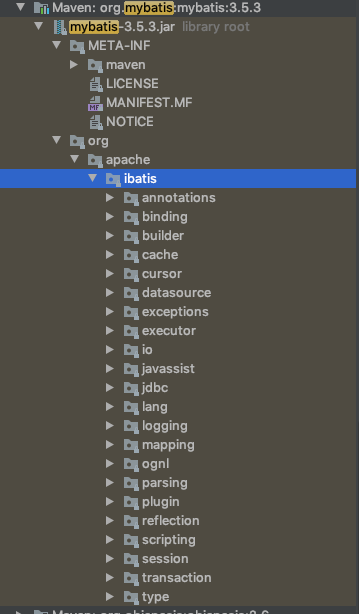 Maven: org.mybatis:mybatis:3.5.3
mybatis-3.5.3.jar library root
META-INF
maven
LICENSE
MF MANIFEST.MF
NOTICE
org
apache
ibatis
annotations
binding
builder
cache
cursor
datasource
exceptions
executor
io
javassist
jdbc
lang
logging
mapping
ognl
parsing
plugin
reflection
scripting
session
transaction
type